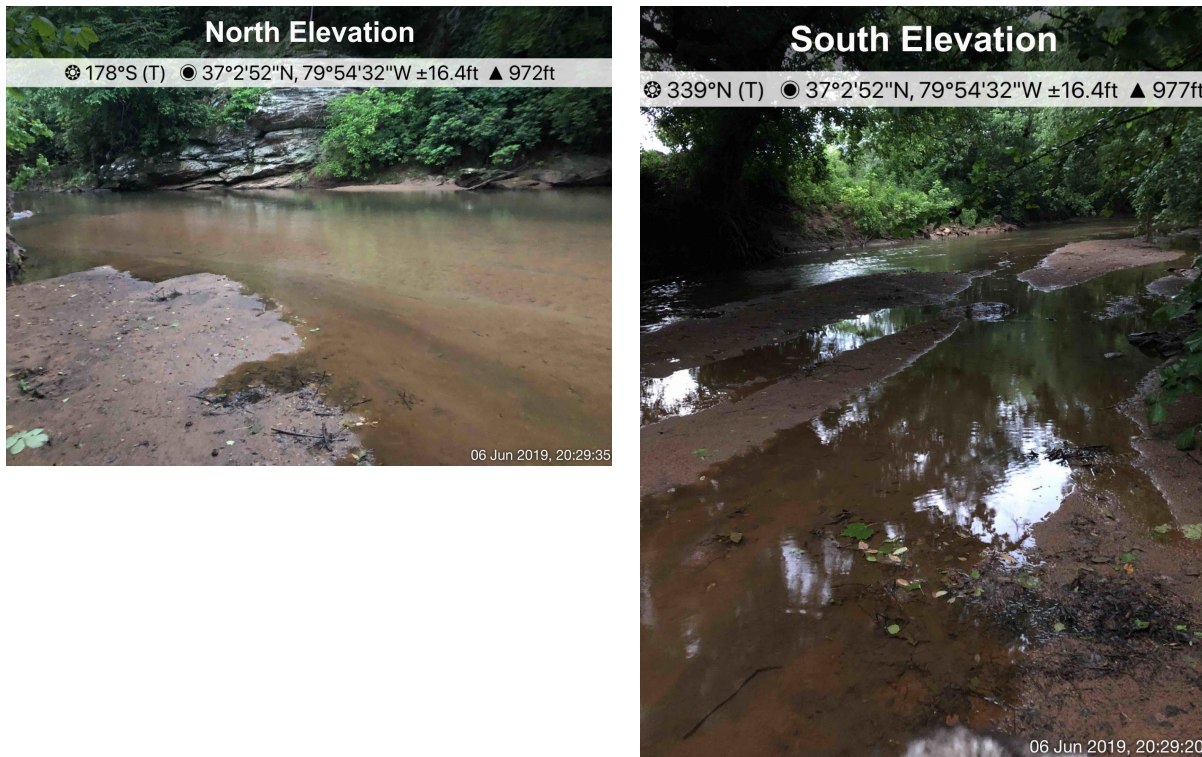 North Elevation
178°S (T) 37°2'52"N, 79°54'32"W ±16.4ft ▲ 972ft
06 Jun 2019, 20:29:35
South Elevation
339°N (T) 37°2'52"N, 79°54'32"W ±16.4ft ▲ 977ft
06 Jun 2019, 20:29:20